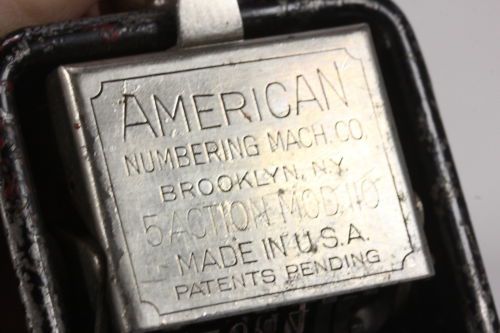 AMERICAN
NUMBERING MACH. CO.
BROOKLYN, N.Y.
5 ACTION MOD. 110
MADE IN U.S.A.
PATENTS PENDING